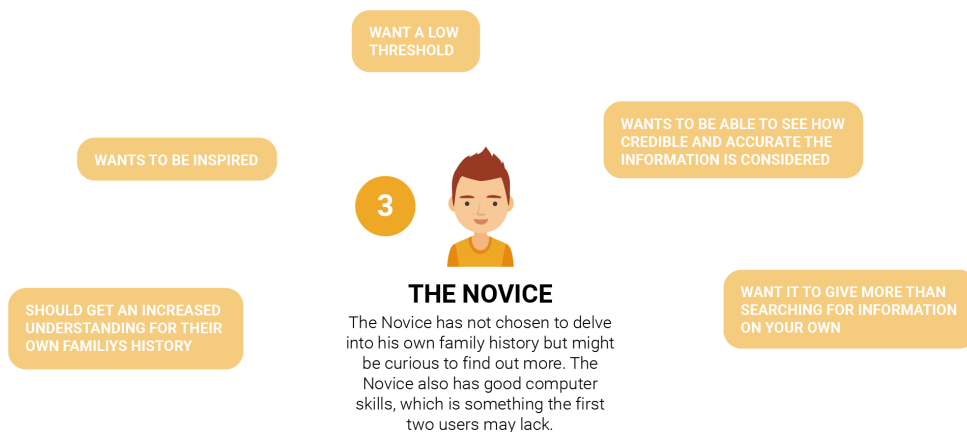 WANT A LOW
THRESHOLD
WANTS TO BE ABLE TO SEE HOW
CREDIBLE AND ACCURATE THE
INFORMATION IS CONSIDERED
WANTS TO BE INSPIRED
3
SHOULD GET AN INCREASED
UNDERSTANDING FOR THEIR
OWN FAMILIYS HISTORY
WANT IT TO GIVE MORE THAN
SEARCHING FOR INFORMATION
ON YOUR OWN
THE NOVICE
The Novice has not chosen to delve
into his own family history but might
be curious to find out more. The
Novice also has good computer
skills, which is something the first
two users may lack.